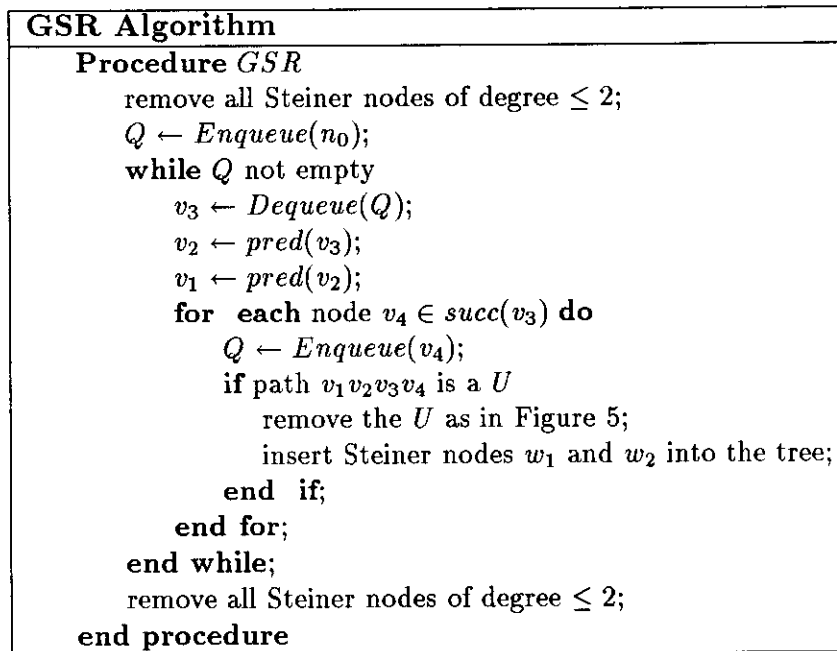 GSR Algorithm
Procedure GSR
remove all Steiner nodes of degree ≤ 2;
Q ← Enqueue(n₀);
while Q not empty
v₃ ← Dequeue(Q);
v₂ ← pred(v₃);
v₁ ← pred(v₂);
for each node v₄ ∈ succ(v₃) do
Q ← Enqueue(v₄);
if path v₁v₂v₃v₄ is a U
remove the U as in Figure 5;
insert Steiner nodes w₁ and w₂ into the tree;
end if;
end for;
end while;
remove all Steiner nodes of degree ≤ 2;
end procedure